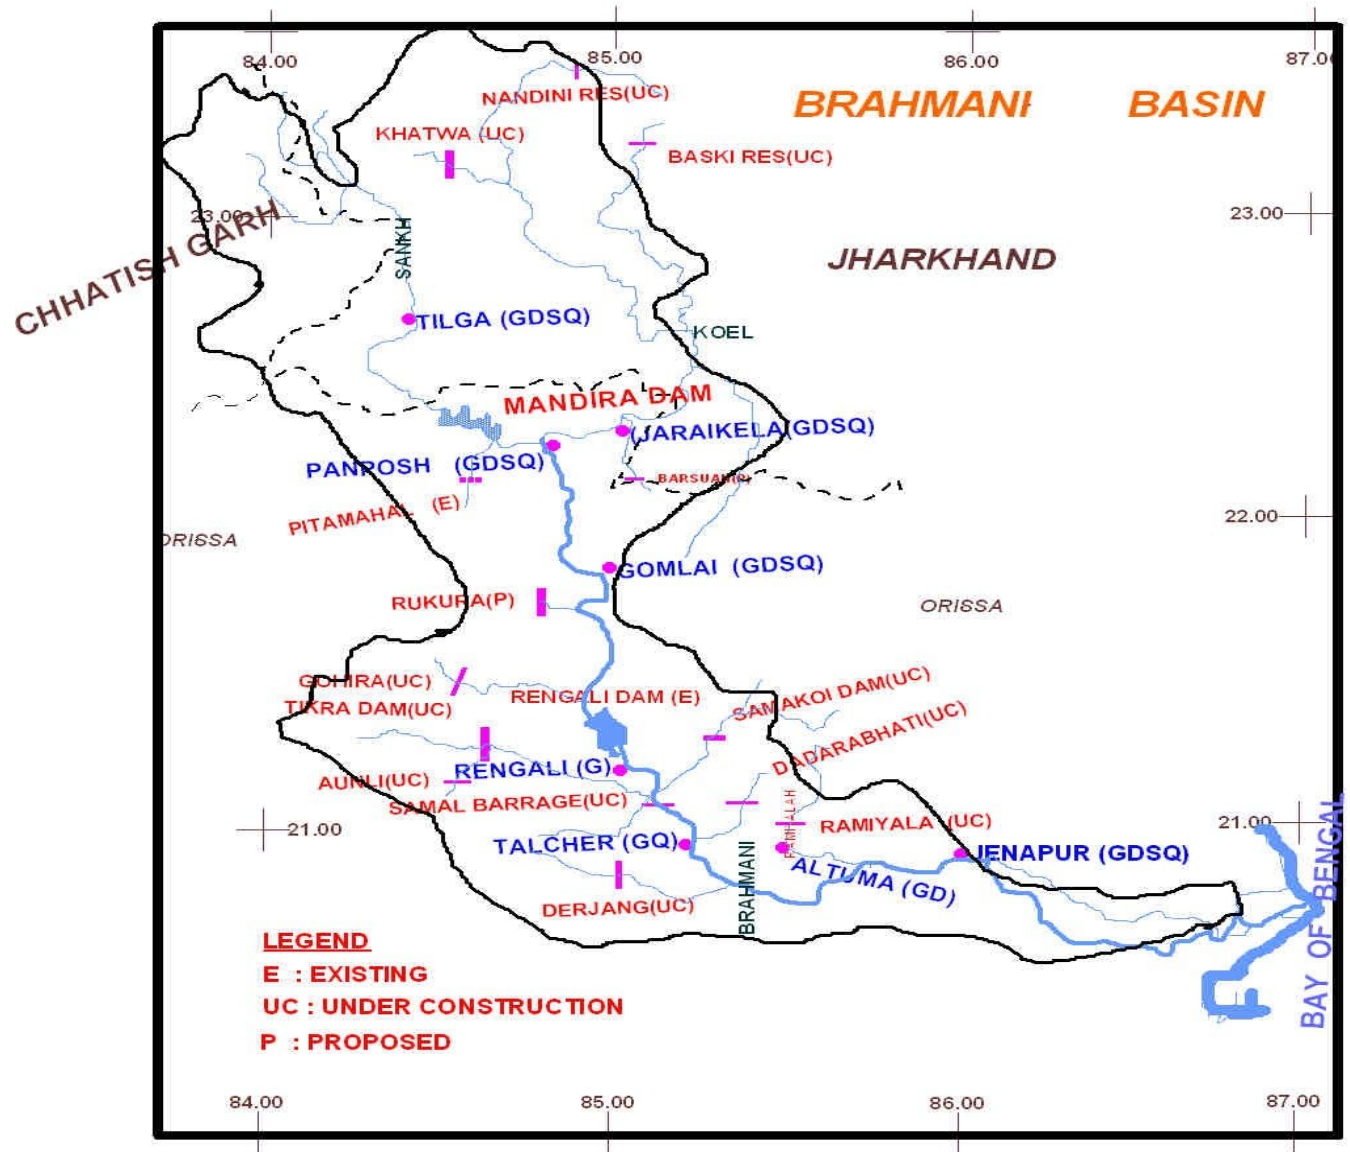 84.00
85.00
86.00
87.00
BRAHMANI BASIN
NANDINI RES(UC)
KHATWA (UC)
BASKI RES(UC)
23.00
23.00
CHHATISH GARH
SANKH
JHARKHAND
TILGA (GDSQ)
KOEL
MANDIRA DAM
(JARAIKELA(GDSQ)
PANPOSH (GDSQ)
BARSUAN(P)
PITAMAHAL (E)
22.00
ORISSA
GOMLAI (GDSQ)
RUKURA(P)
ORISSA
GOHIRA(UC)
RENGALI DAM (E)
SAMAKOI DAM(UC)
TIKRA DAM(UC)
DADARABHATI(UC)
RENGALI (G)
AUNLI(UC)
SAMAL BARRAGE(UC)
RAMIYALA (UC)
21.00
21.00
TALCHER (GQ)
BRAHMANI
JENAPUR (GDSQ)
ALTUMA (GD)
DERJANG(UC)
BAY OF BENGAL
LEGEND
E : EXISTING
UC : UNDER CONSTRUCTION
P : PROPOSED
84.00
85.00
86.00
87.00